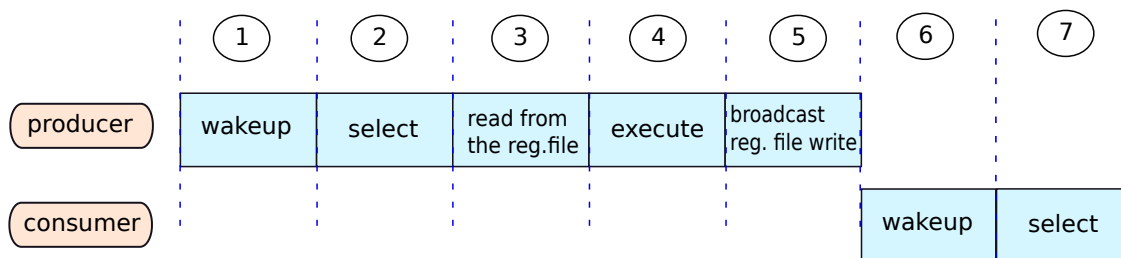 1 2 3 4 5 6 7
producer wakeup select read from execute broadcast
the reg.file reg. file write
consumer wakeup select